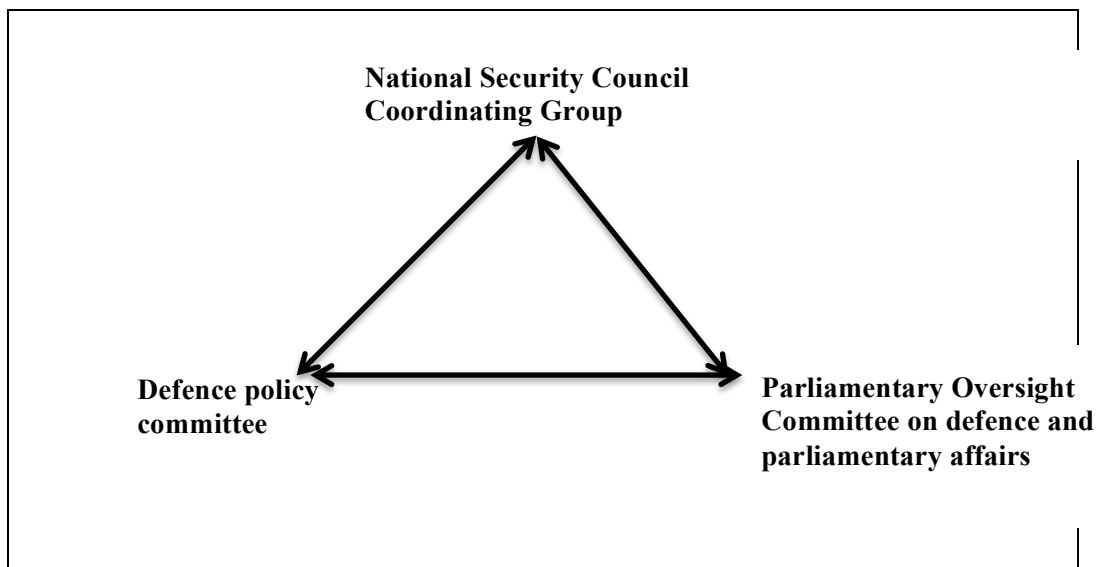 National Security Council
Coordinating Group
Defence policy
committee
Parliamentary Oversight
Committee on defence and
parliamentary affairs